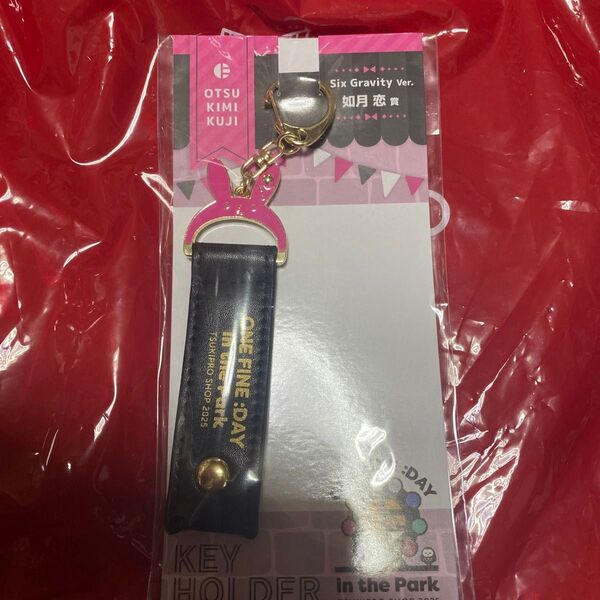 OTSU
KIMI
KUJI
Six Gravity Ver.
如月 恋 賞
ONE FINE :DAY
in the Park
TSUKIPRO SHOP 2025
:DAY
in the Park
KEY
HOLDER